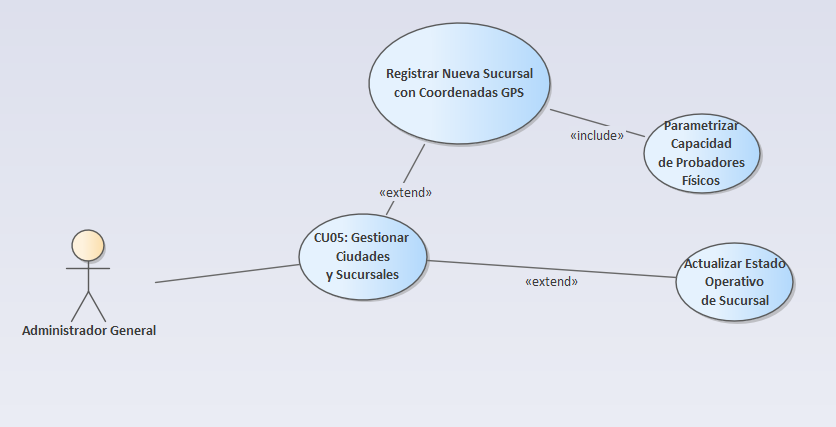 Registrar Nueva Sucursal
con Coordenadas GPS
«include»
Parametrizar
Capacidad
de Probadores
Físicos
«extend»
CU05: Gestionar
Ciudades
y Sucursales
«extend»
Actualizar Estado
Operativo
de Sucursal
Administrador General